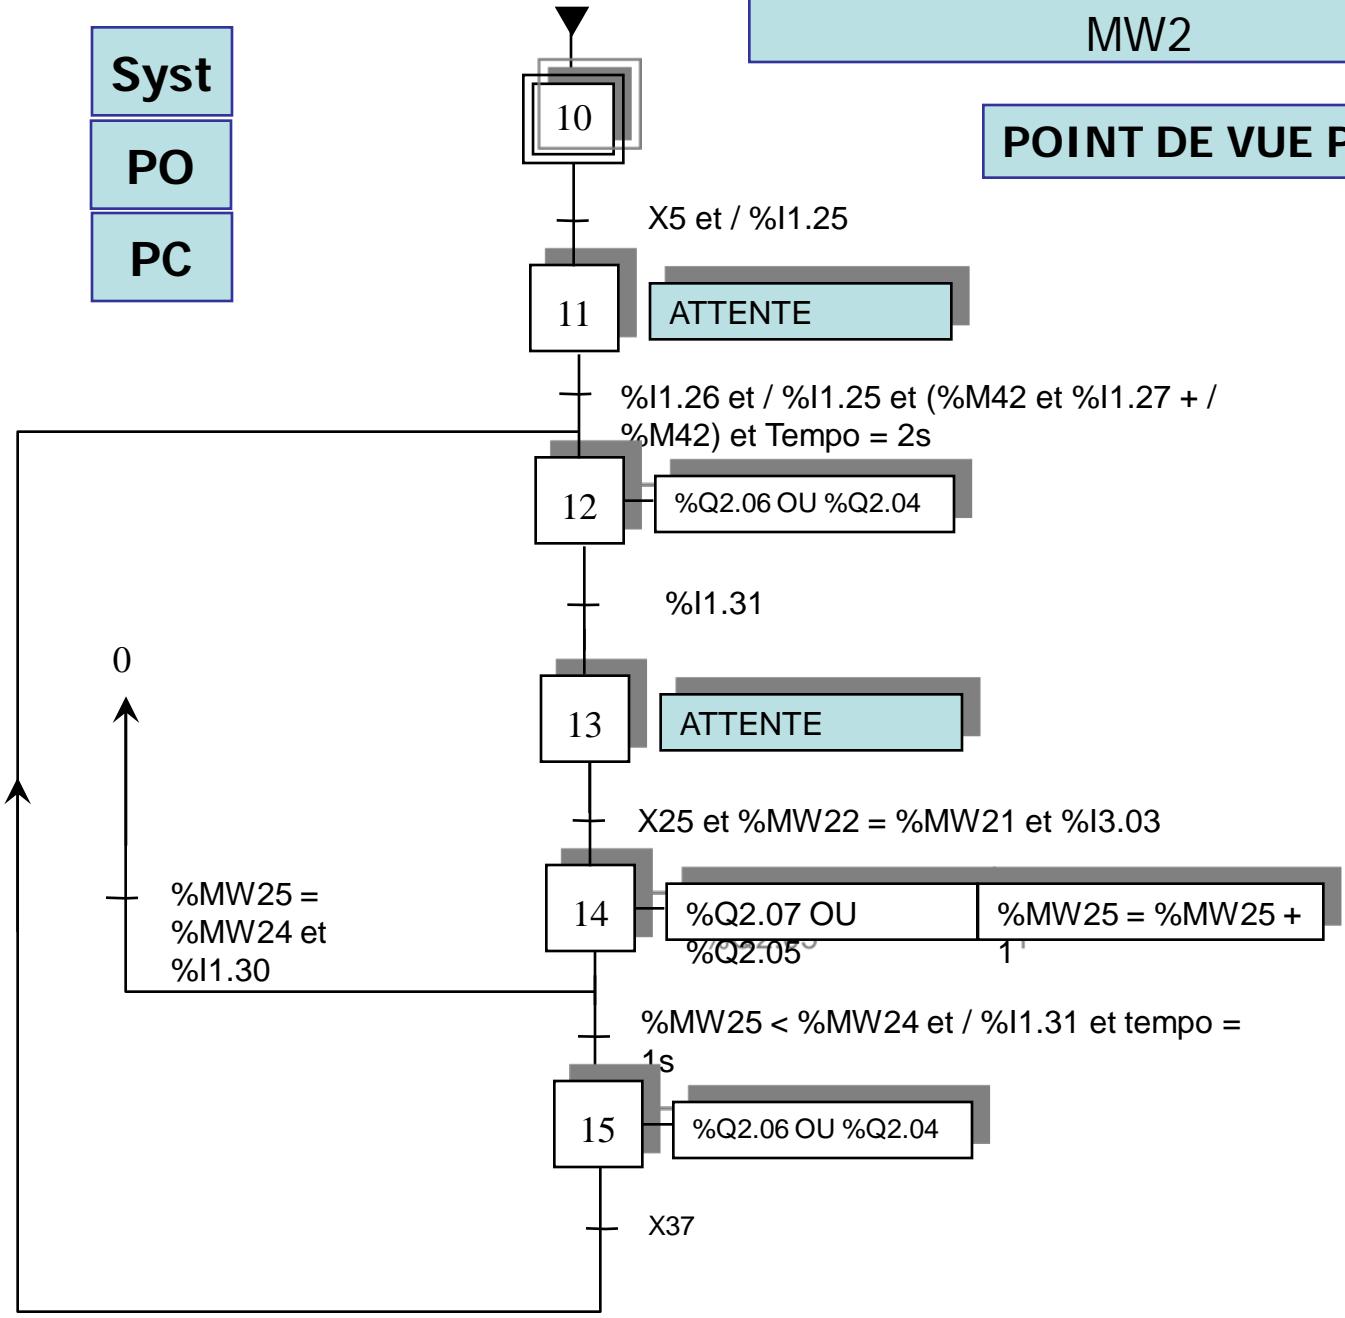 MW2
Syst
PO
PC
POINT DE VUE P
10
X5 et / %I1.25
11
ATTENTE
%I1.26 et / %I1.25 et (%M42 et %I1.27 + /
%M42) et Tempo = 2s
12
%Q2.06 OU %Q2.04
%I1.31
0
13
ATTENTE
X25 et %MW22 = %MW21 et %I3.03
%MW25 =
%MW24 et
%I1.30
14
%Q2.07 OU
%Q2.05
%MW25 = %MW25 +
1
%MW25 < %MW24 et / %I1.31 et tempo =
1s
15
%Q2.06 OU %Q2.04
X37